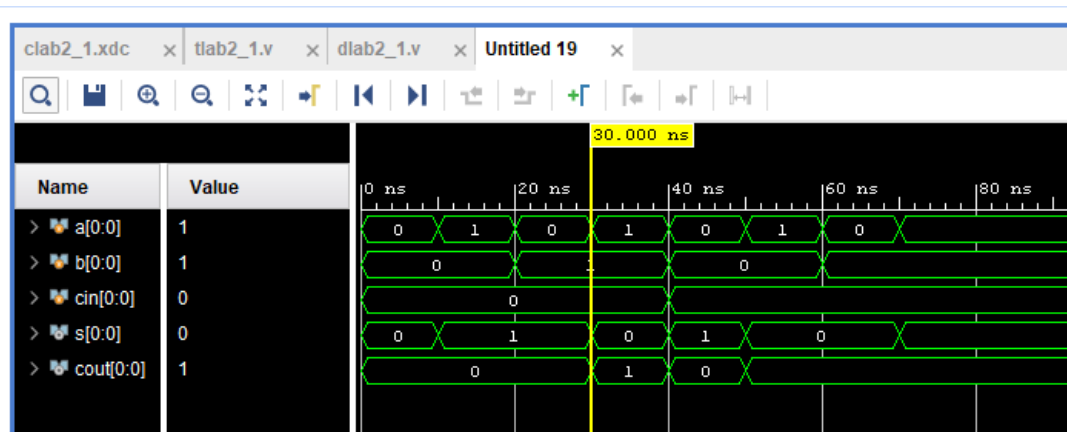 clab2_1.xdc × tlab2_1.v × dlab2_1.v × Untitled 19 ×
30.000 ns
Name Value 0 ns 20 ns 40 ns 60 ns 80 ns
> a[0:0] 1 0 1 0 1 0 1 0
> b[0:0] 1 0 1 0
> cin[0:0] 0 0
> s[0:0] 0 0 1 0 1 0
> cout[0:0] 1 0 1 0